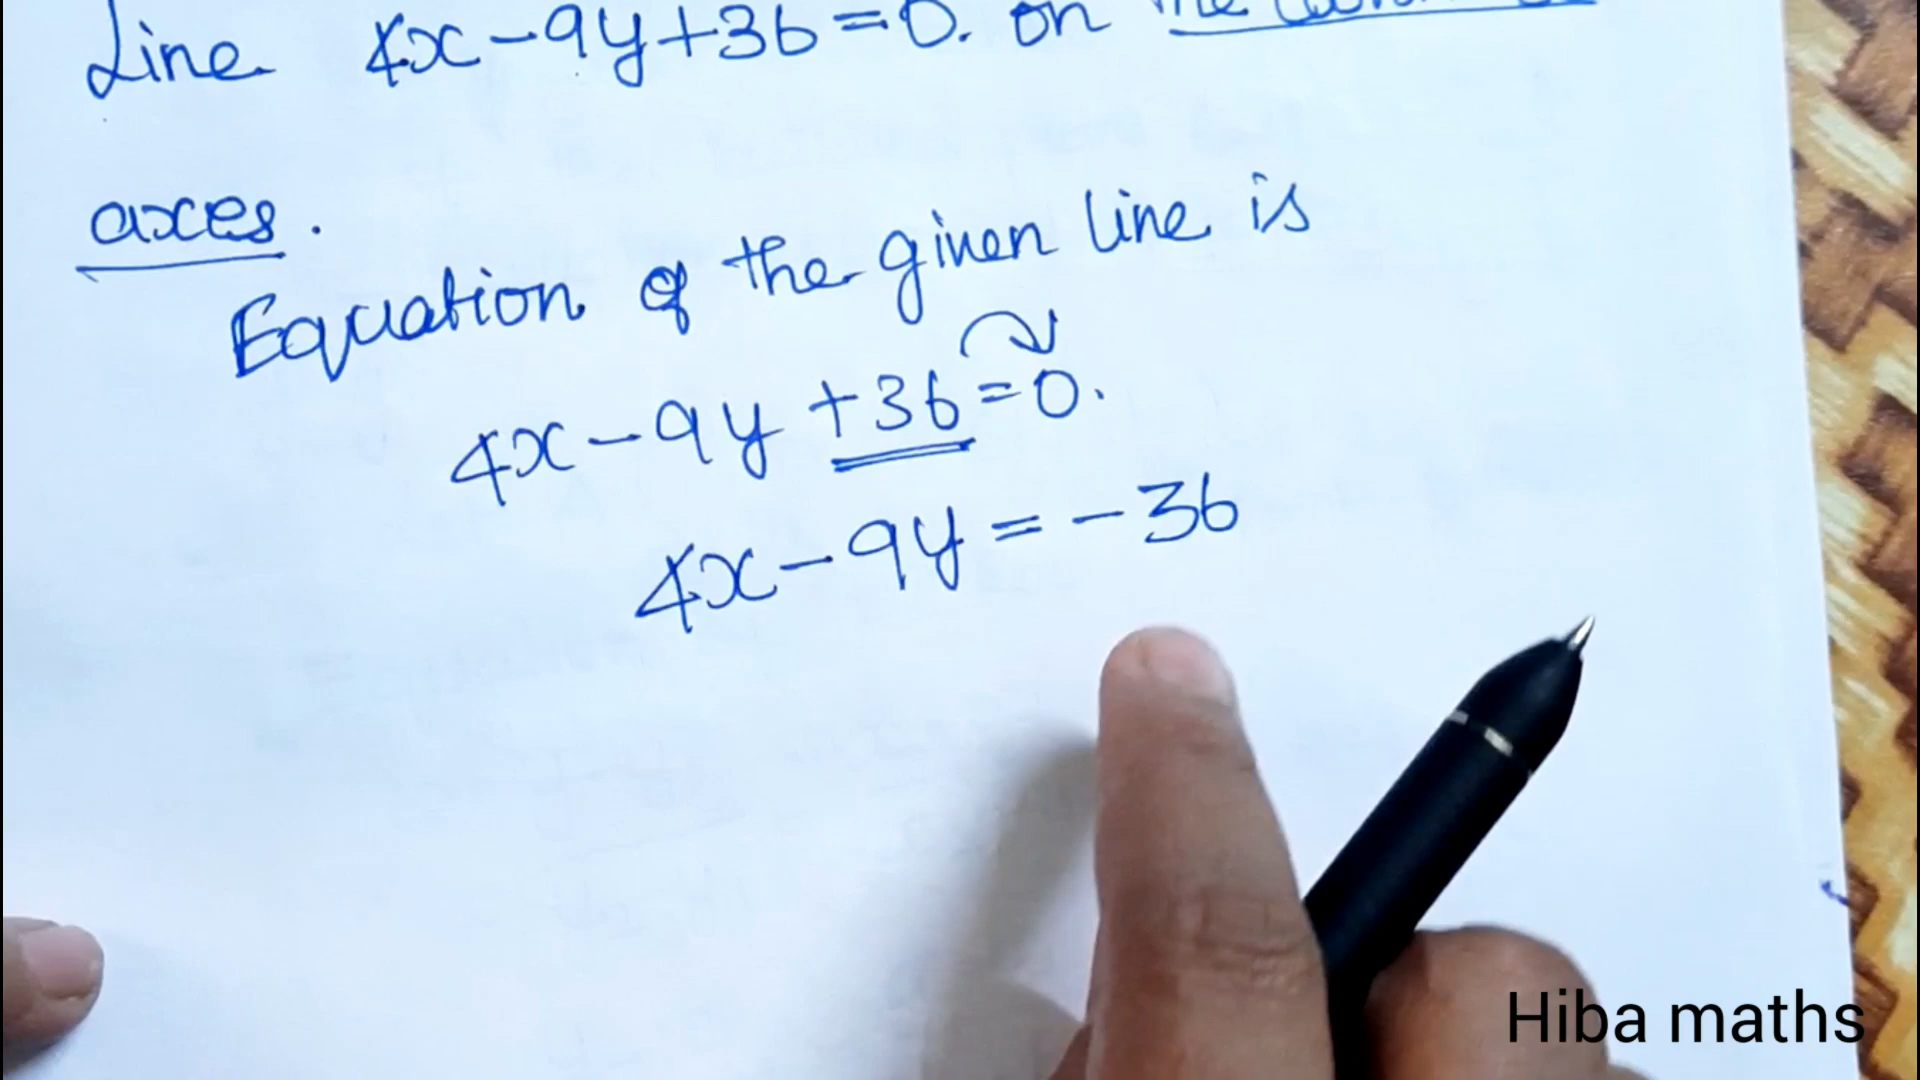 Line 4x-9y+36=0. on the
axes.
Equation of the given line is
4x-9y+36=0.
4x-9y=-36
Hiba maths